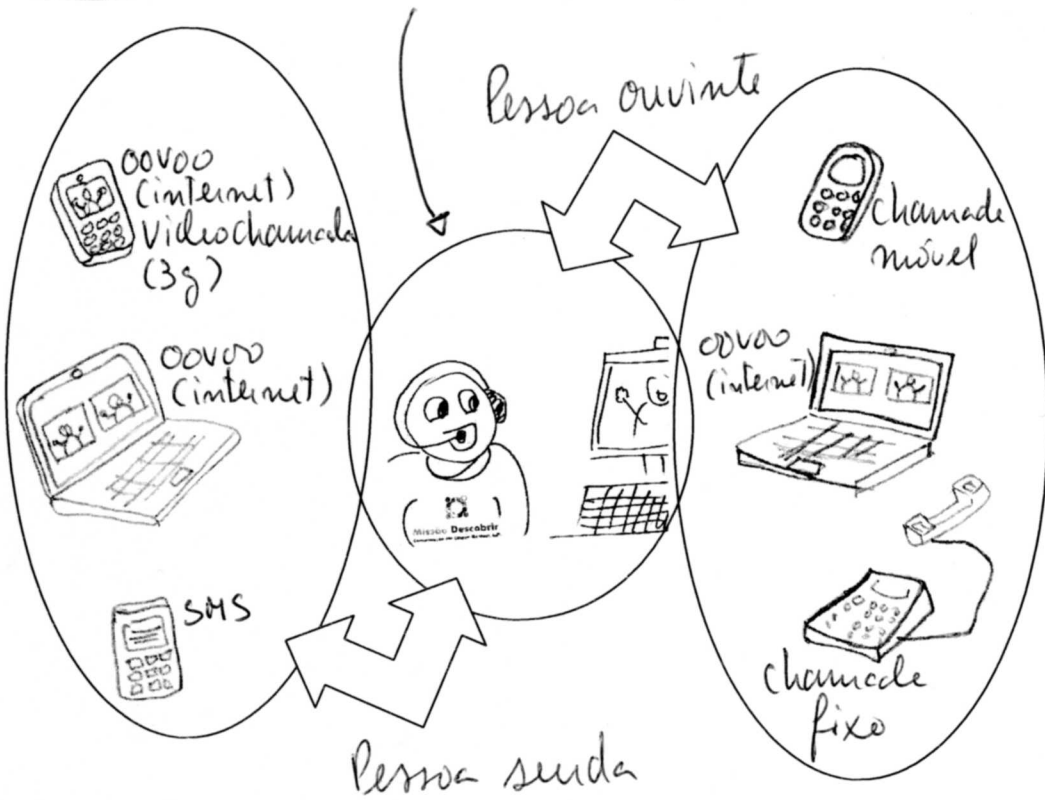 Pessoa ouvinte
oovoo
(internet)
Videochamada
(3g)
oovoo
(internet)
SMS
Missão Descobrir
Pessoa surda
chamada
móvel
oovoo
(internet)
chamada
fixo